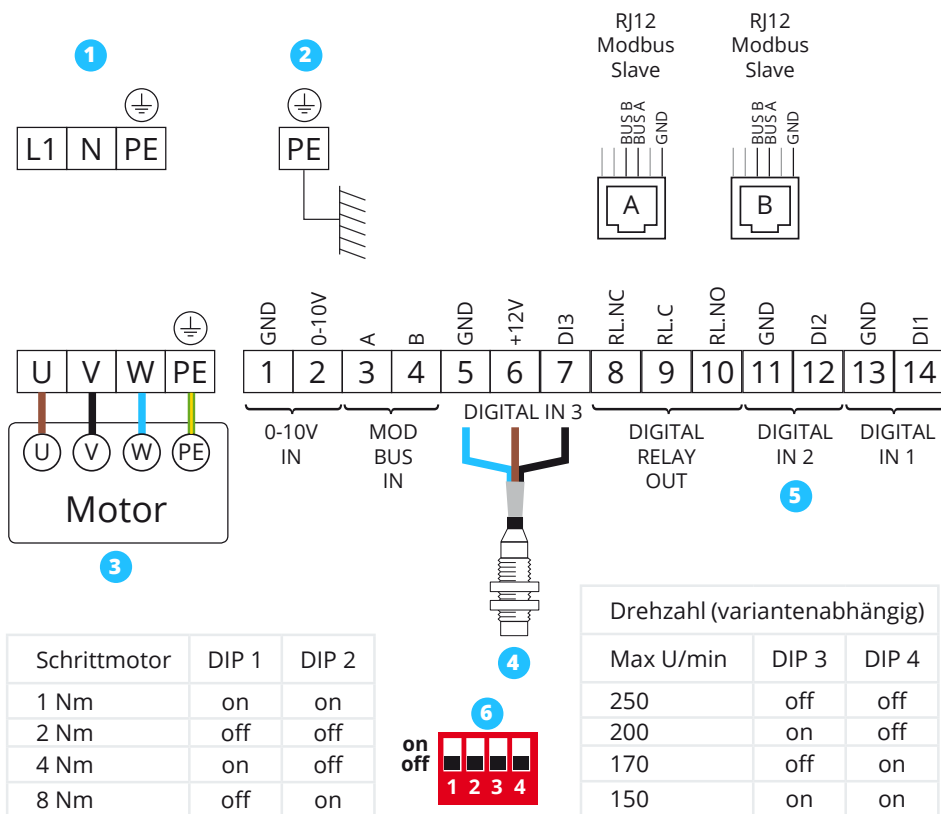 1
2
RJ12
Modbus
Slave
RJ12
Modbus
Slave
L1 N PE
PE
BUS B
BUS A
GND
BUS B
BUS A
GND
A
B
U V W PE
GND
0-10V
A
B
GND
+12V
DI3
RL.NC
RL.C
RL.NO
GND
DI2
GND
DI1
1 2 3 4 5 6 7 8 9 10 11 12 13 14
0-10V
IN
MOD
BUS
IN
DIGITAL IN 3
DIGITAL
RELAY
OUT
DIGITAL
IN 2
DIGITAL
IN 1
U V W PE
Motor
3
5
4
6
Schrittmotor DIP 1 DIP 2
1 Nm on on
2 Nm off off
4 Nm on off
8 Nm off on
on
off
1 2 3 4
Drehzahl (variantenabhängig)
Max U/min DIP 3 DIP 4
250 off off
200 on off
170 off on
150 on on